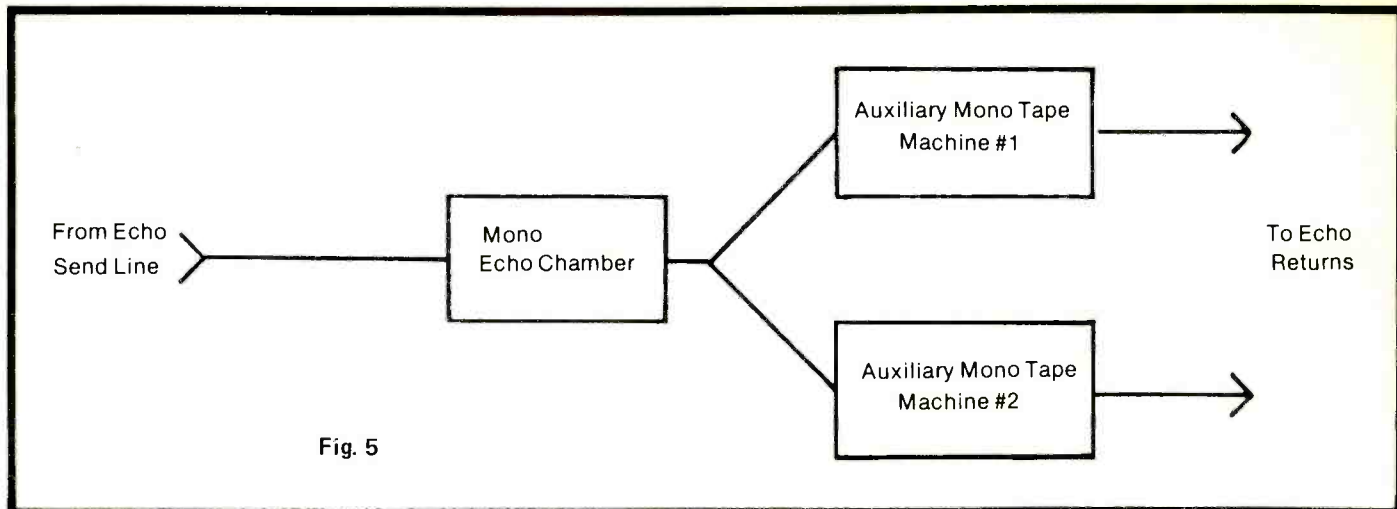 From Echo
Send Line
Mono
Echo Chamber
Auxiliary Mono Tape
Machine #1
Auxiliary Mono Tape
Machine #2
To Echo
Returns
Fig. 5